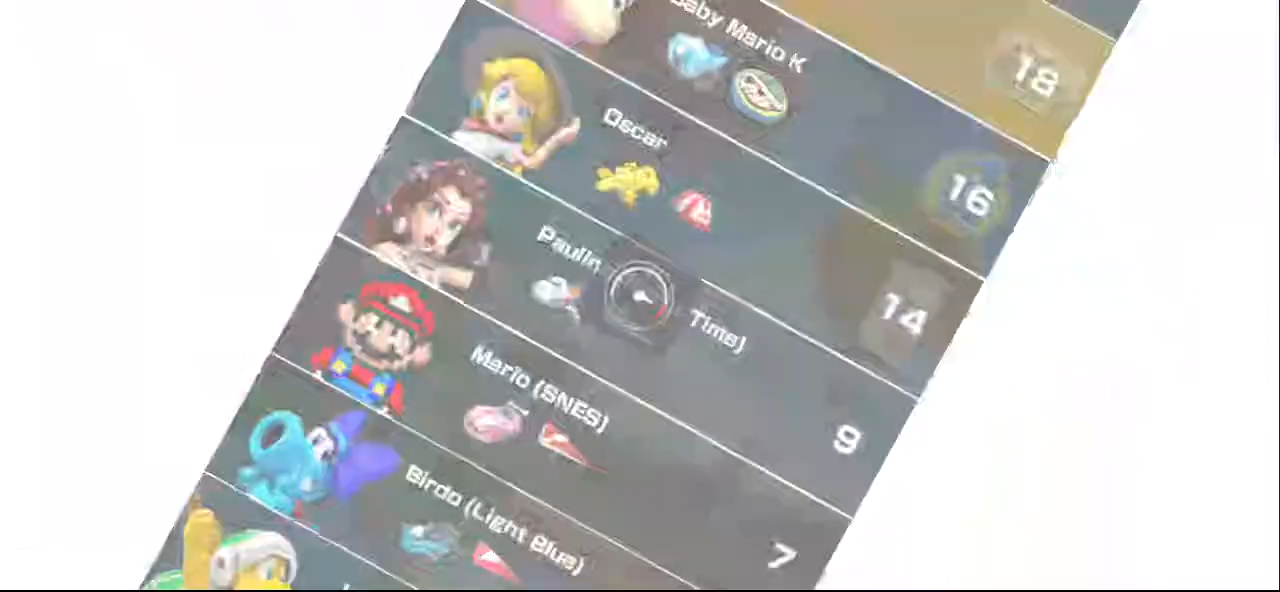 Baby Mario K
18
Oscar
16
Paulin
Time)
14
Mario (SNES)
9
Birdo (Light Blue)
7